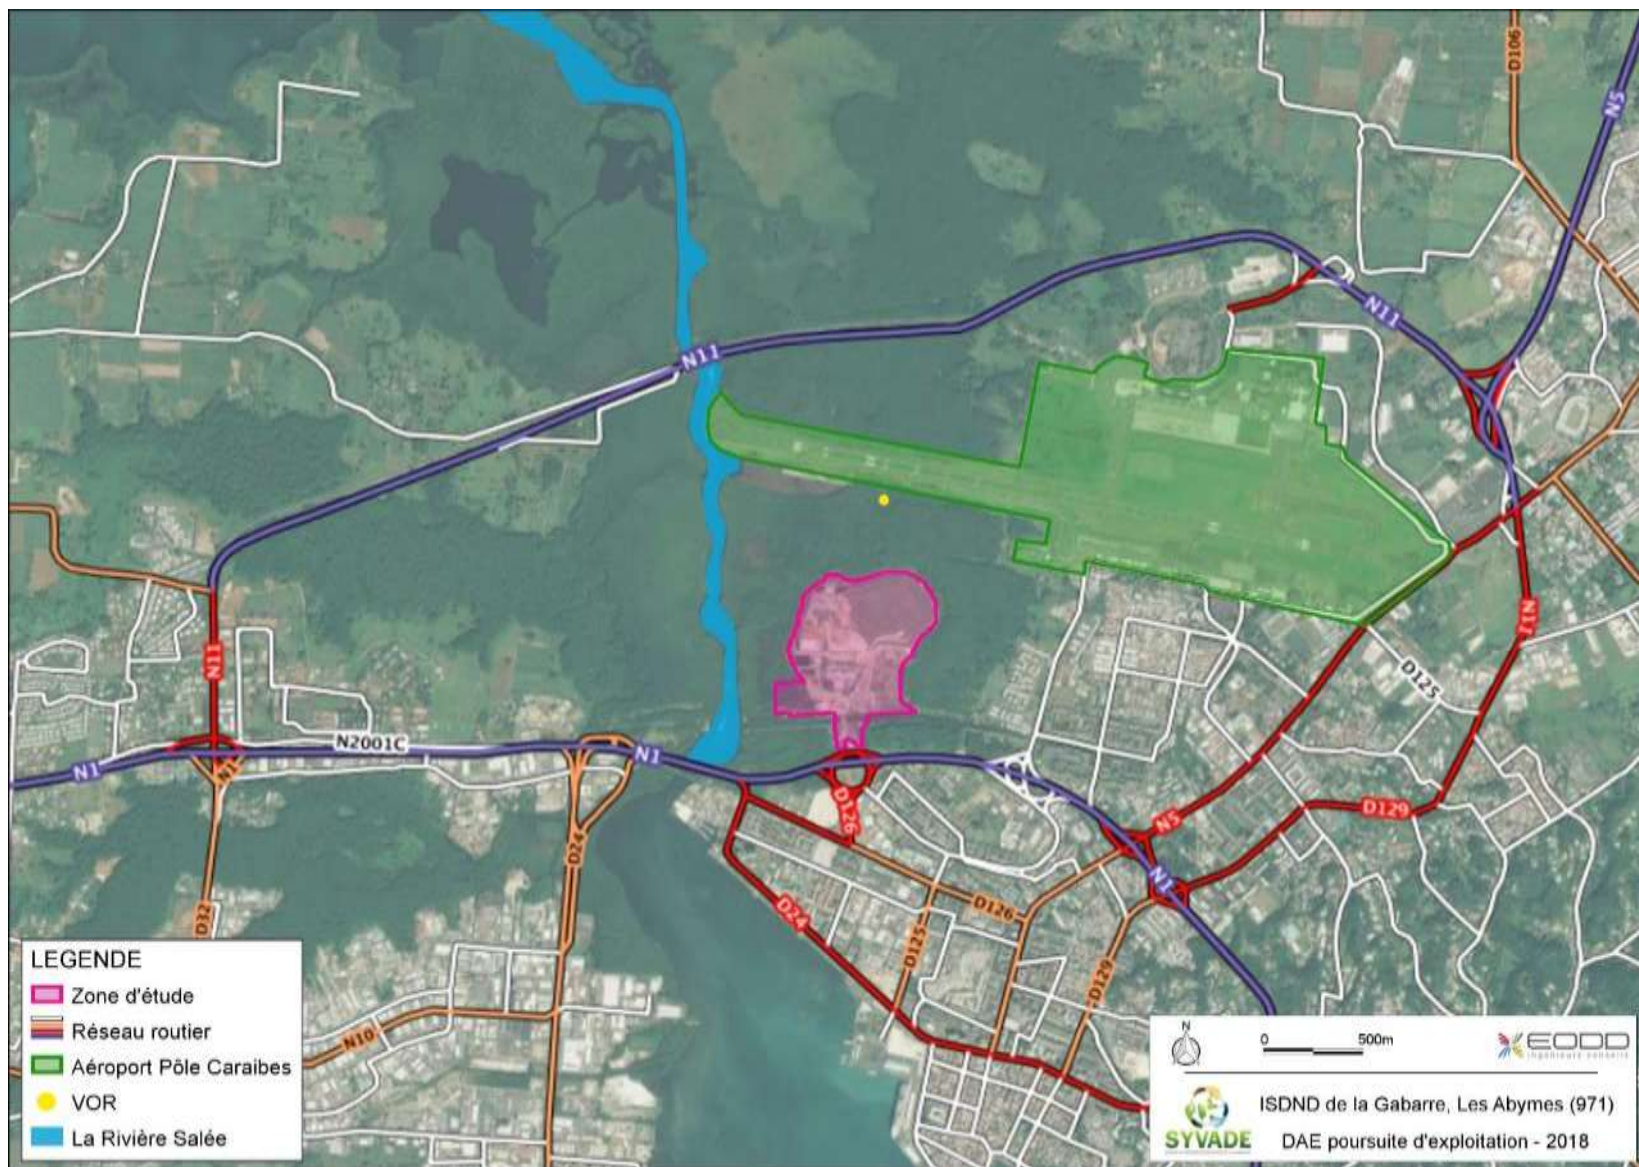 D106
N5
N11
N11
N11
N11
D125
N2001C
N1
N1
N1
D126
N5
D129
D24
N1
D32
D24
D126
D125
D129
N10
LEGENDE
Zone d'étude
Réseau routier
Aéroport Pôle Caraibes
VOR
La Rivière Salée
N
0 500m
EODD
ingénieurs conseils
SYVADE
ISDND de la Gabarre, Les Abymes (971)
DAE poursuite d'exploitation - 2018